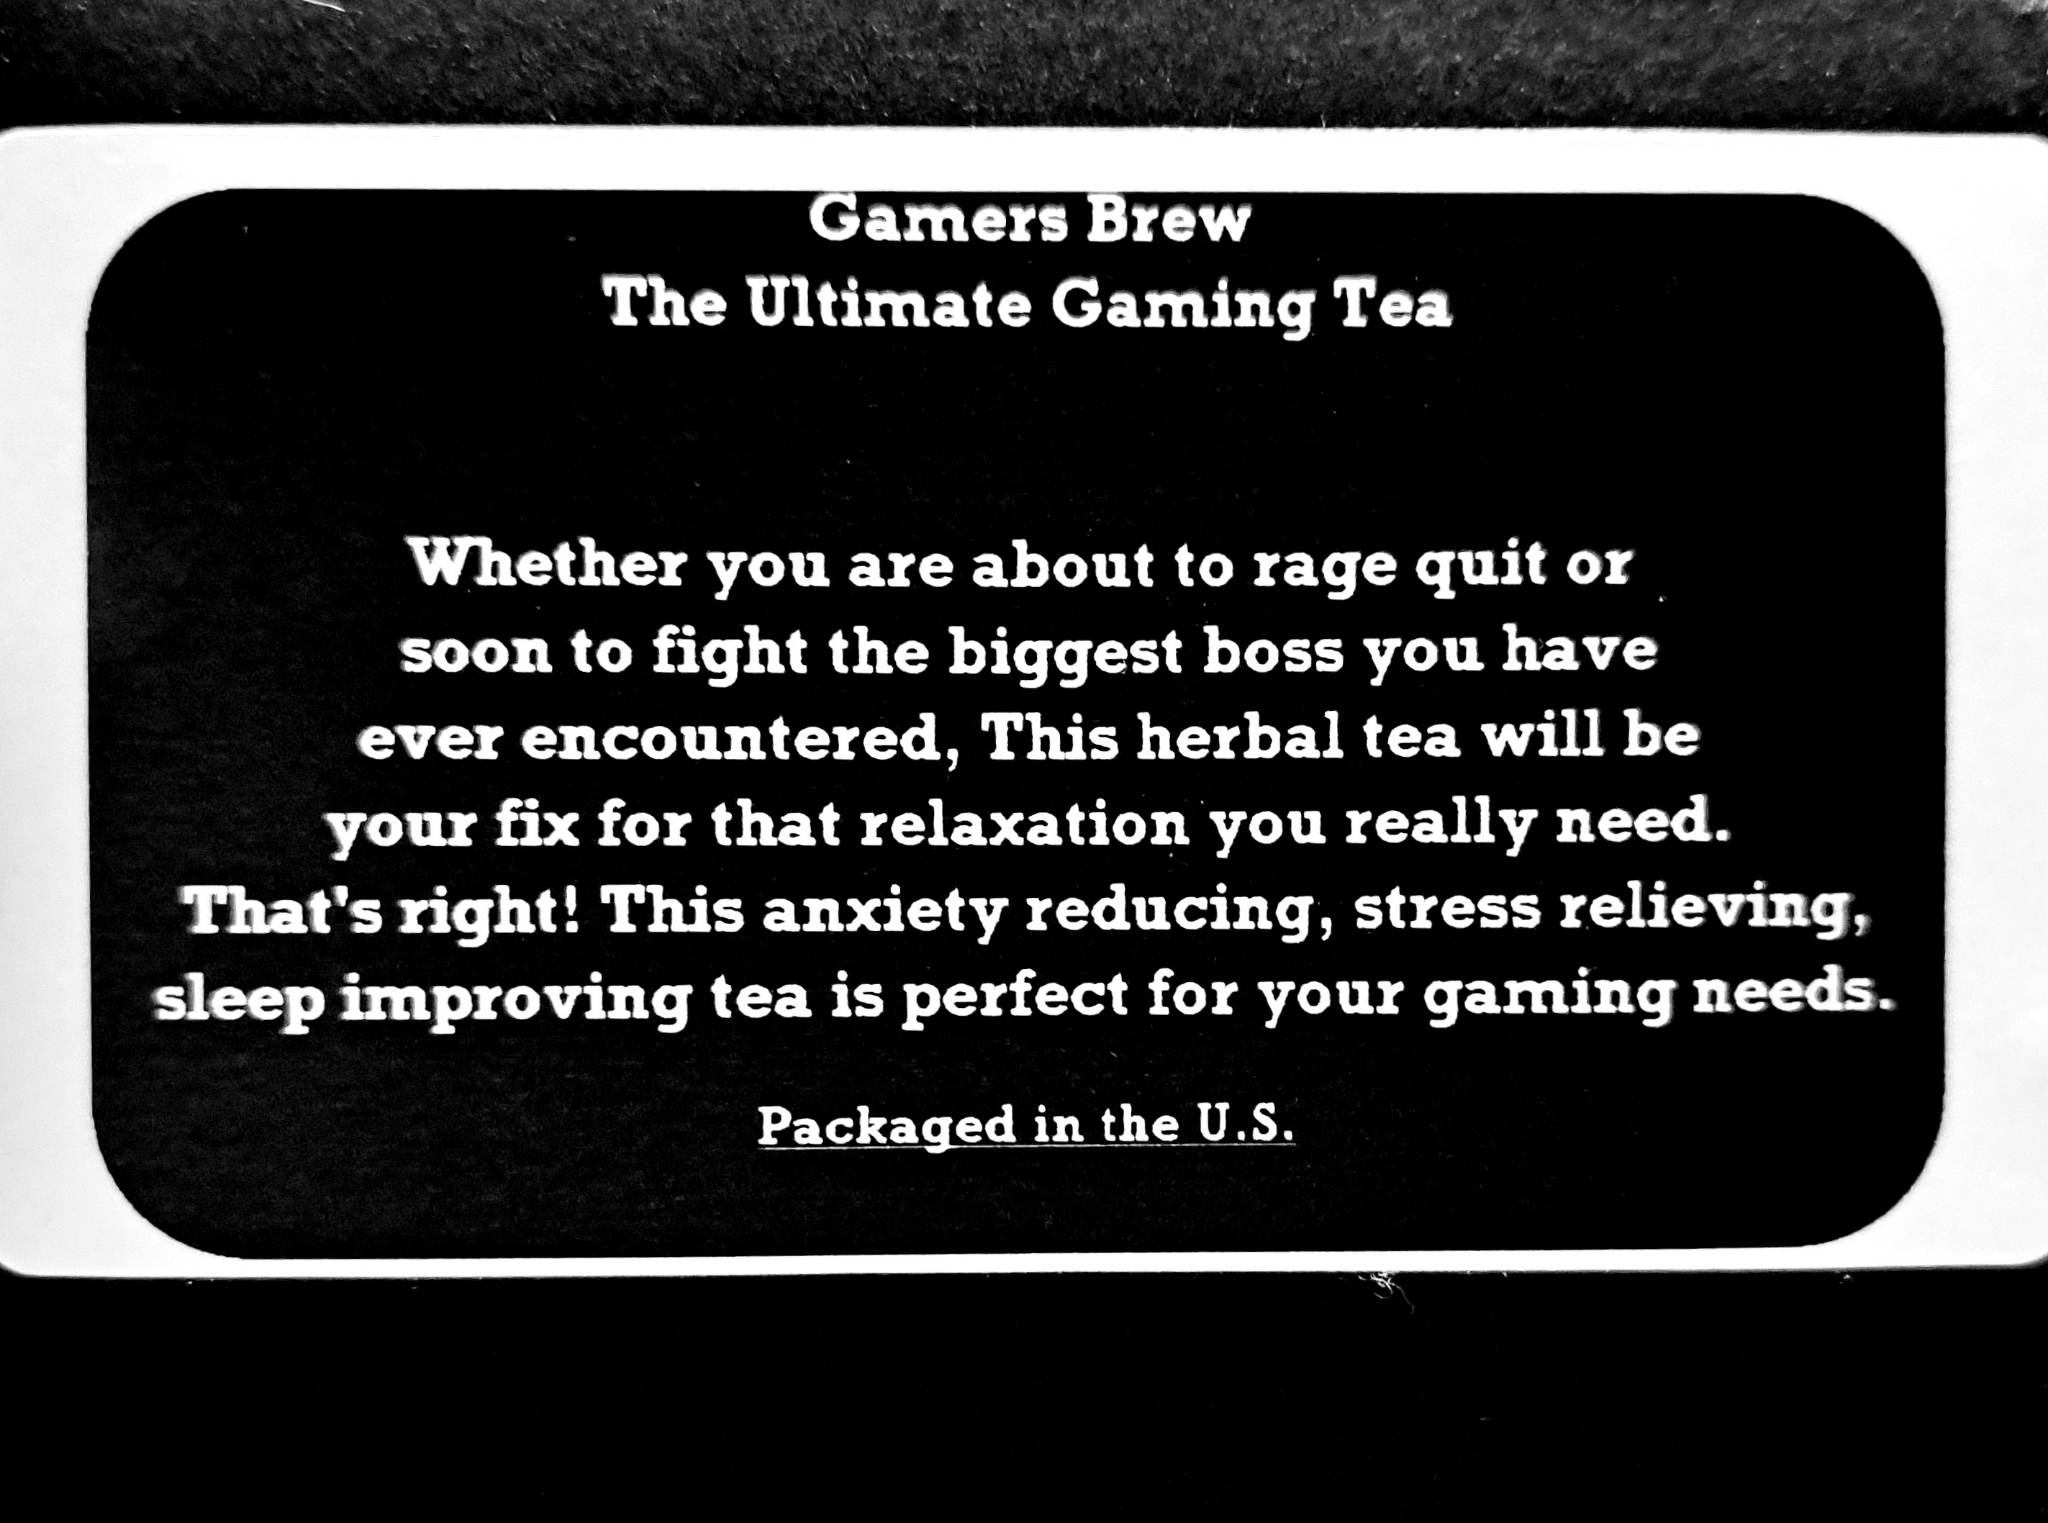 Gamers Brew
The Ultimate Gaming Tea
Whether you are about to rage quit or
soon to fight the biggest boss you have
ever encountered, This herbal tea will be
your fix for that relaxation you really need.
That's right! This anxiety reducing, stress relieving,
sleep improving tea is perfect for your gaming needs.
Packaged in the U.S.